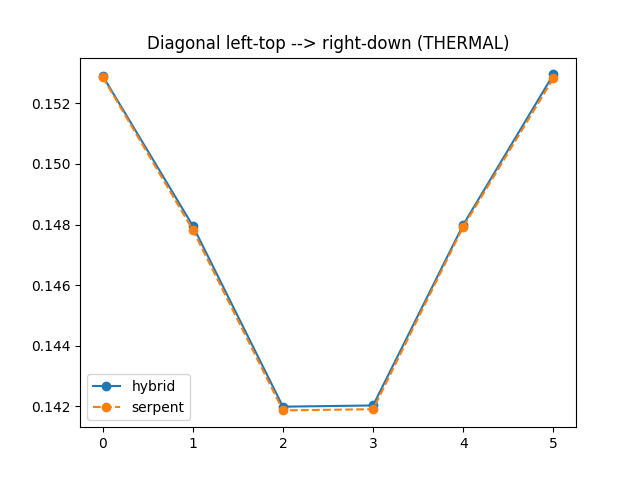 Diagonal left-top --> right-down (THERMAL)
0.152
0.150
0.148
0.146
0.144
0.142
hybrid
serpent
0 1 2 3 4 5